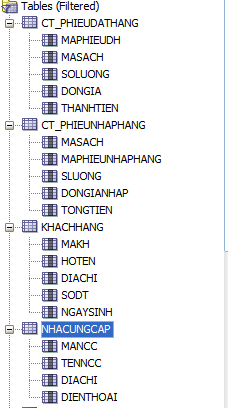 Tables (Filtered)
CT_PHIEUDATHANG
MAPHIEUDH
MASACH
SOLUONG
DONGIA
THANHTIEN
CT_PHIEUNHAPHANG
MASACH
MAPHIEUNHAPHANG
SLUONG
DONGIANHAP
TONGTIEN
KHACHHANG
MAKH
HOTEN
DIACHI
SODT
NGAYSINH
NHACUNGCAP
MANCC
TENNCC
DIACHI
DIENTHOAI